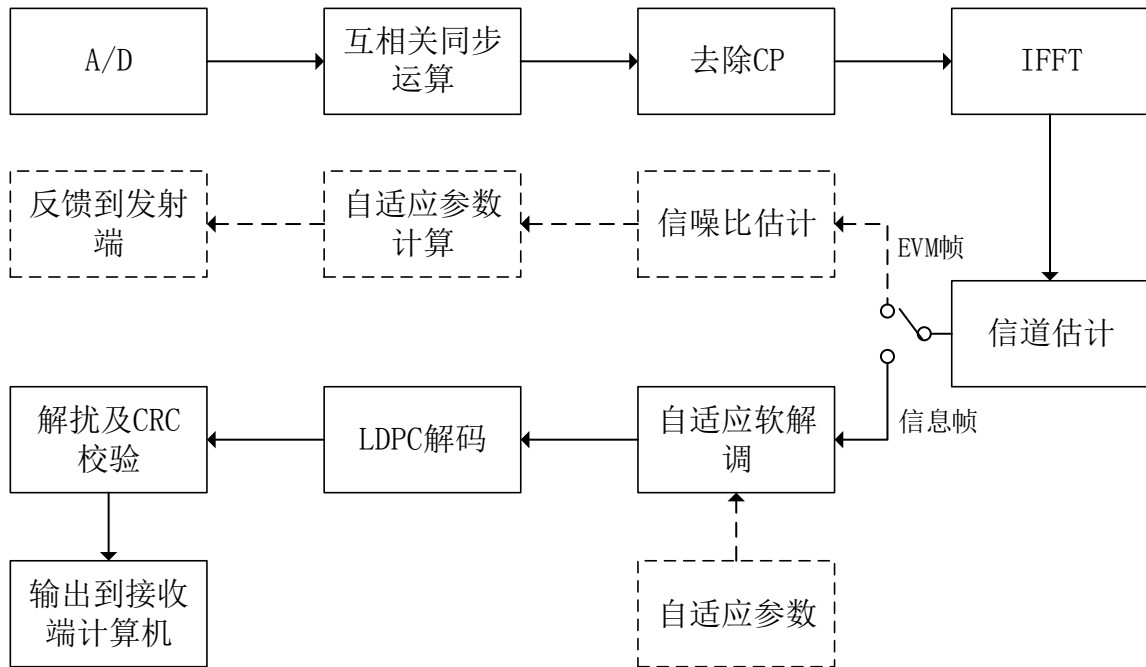 A/D
互相关同步
运算
去除CP
IFFT
反馈到发射
端
自适应参数
计算
信噪比估计
EVM帧
信道估计
解扰及CRC
校验
LDPC解码
自适应软解
调
信息帧
输出到接收
端计算机
自适应参数